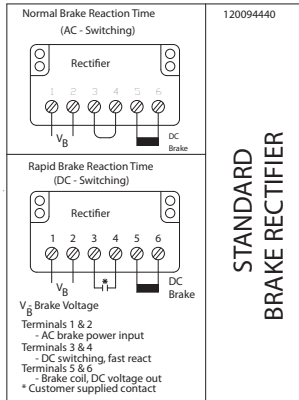 Normal Brake Reaction Time
(AC - Switching)
Rectifier
1 2 3 4 5 6
VB
DC
Brake
Rapid Brake Reaction Time
(DC - Switching)
Rectifier
1 2 3 4 5 6
*
VB
DC
Brake
VB- Brake Voltage
Terminals 1 & 2
- AC brake power input
Terminals 3 & 4
- DC switching, fast react
Terminals 5 & 6
- Brake coil, DC voltage out
* Customer supplied contact
120094440
STANDARD
BRAKE RECTIFIER